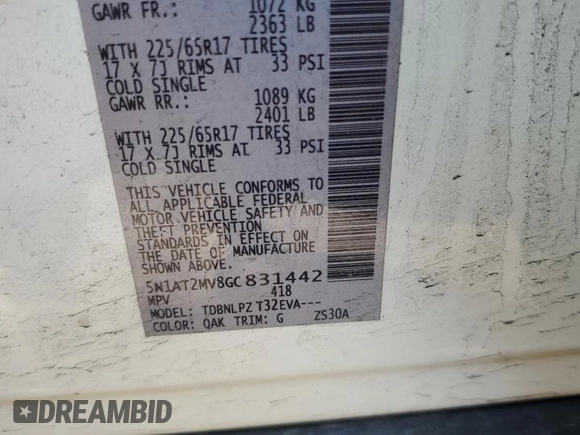 GAWR FR.: 1072 KG
2363 LB
WITH 225/65R17 TIRES
17 X 7J RIMS AT 33 PSI
COLD SINGLE
GAWR RR.: 1089 KG
2401 LB
WITH 225/65R17 TIRES
17 X 7J RIMS AT 33 PSI
COLD SINGLE
THIS VEHICLE CONFORMS TO
ALL APPLICABLE FEDERAL
MOTOR VEHICLE SAFETY AND
THEFT PREVENTION
STANDARDS IN EFFECT ON
THE DATE OF MANUFACTURE
SHOWN ABOVE.
5N1AT2MV8GC831442
MPV 418
MODEL: TDBNLPZ T32EVA---
COLOR: QAK TRIM: G ZS30A
DREAMBID